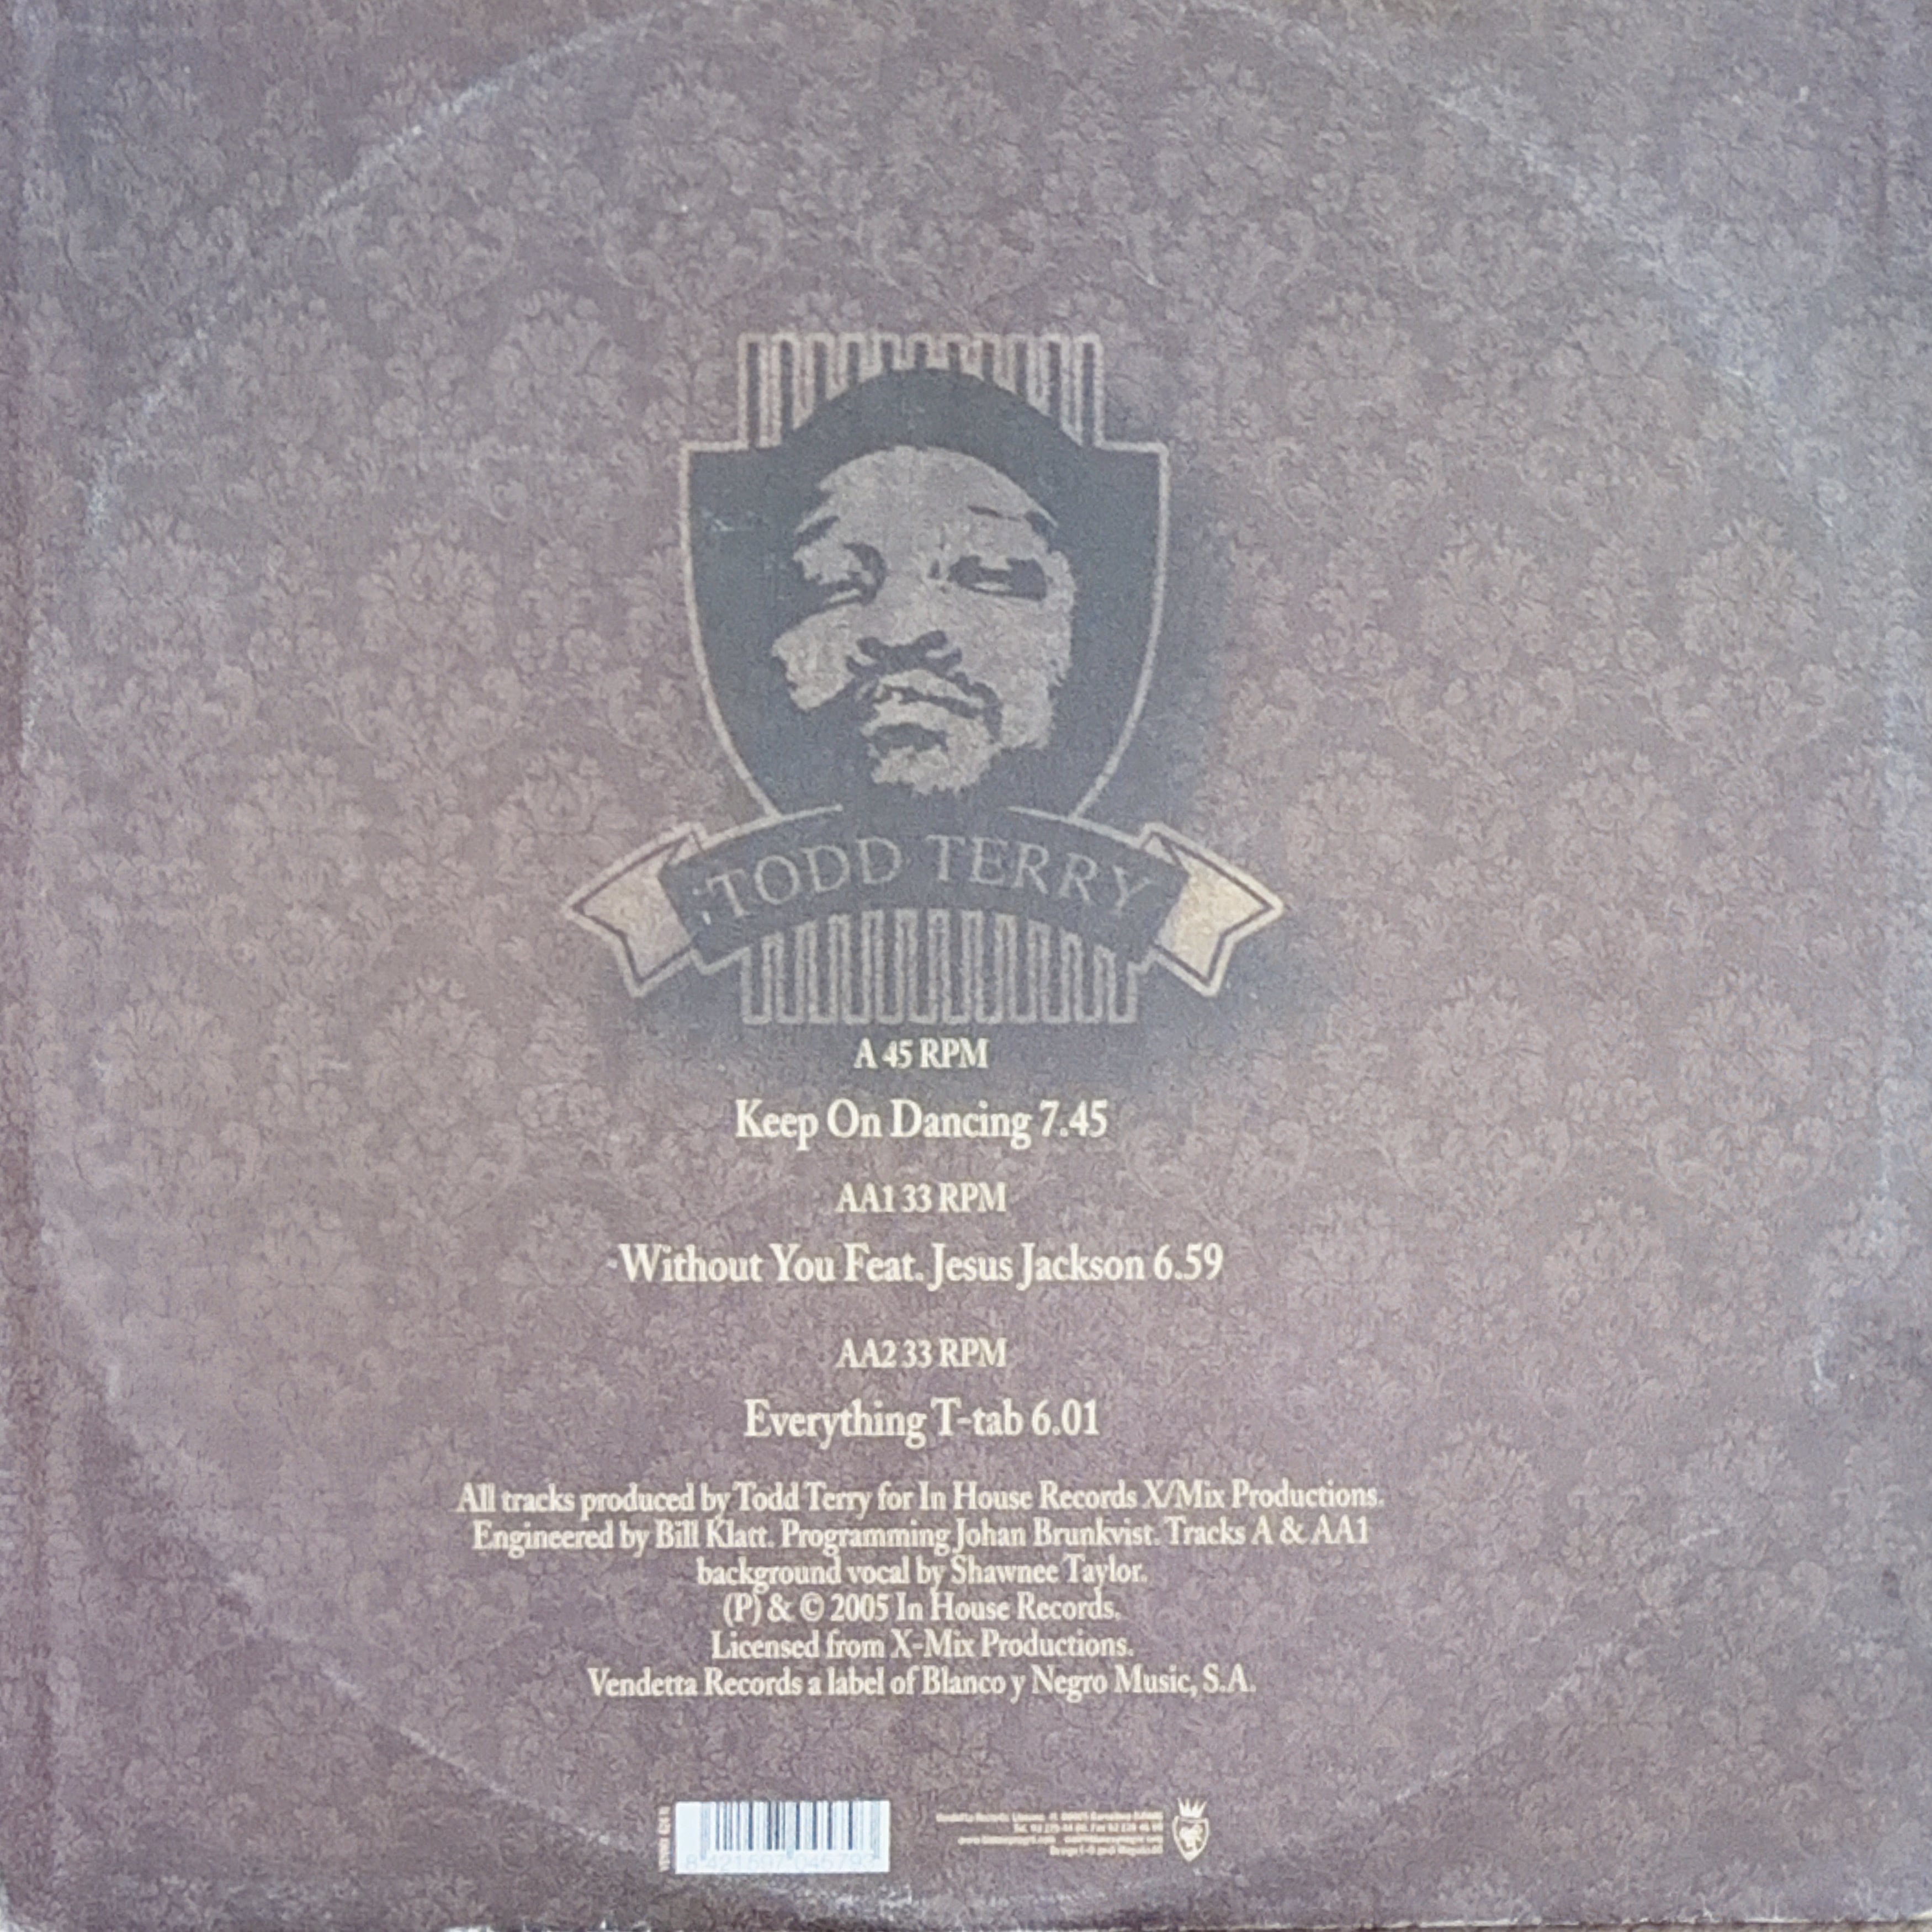 TODD TERRY
A 45 RPM
Keep On Dancing 7.45
AA1 33 RPM
Without You Feat. Jesus Jackson 6.59
AA2 33 RPM
Everything T-tab 6.01
All tracks produced by Todd Terry for In House Records X/Mix Productions.
Engineered by Bill Klatt. Programming Johan Brunkvist. Tracks A & AA1
background vocal by Shawnee Taylor.
(P) & © 2005 In House Records.
Licensed from X-Mix Productions.
Vendetta Records a label of Blanco y Negro Music, S.A.